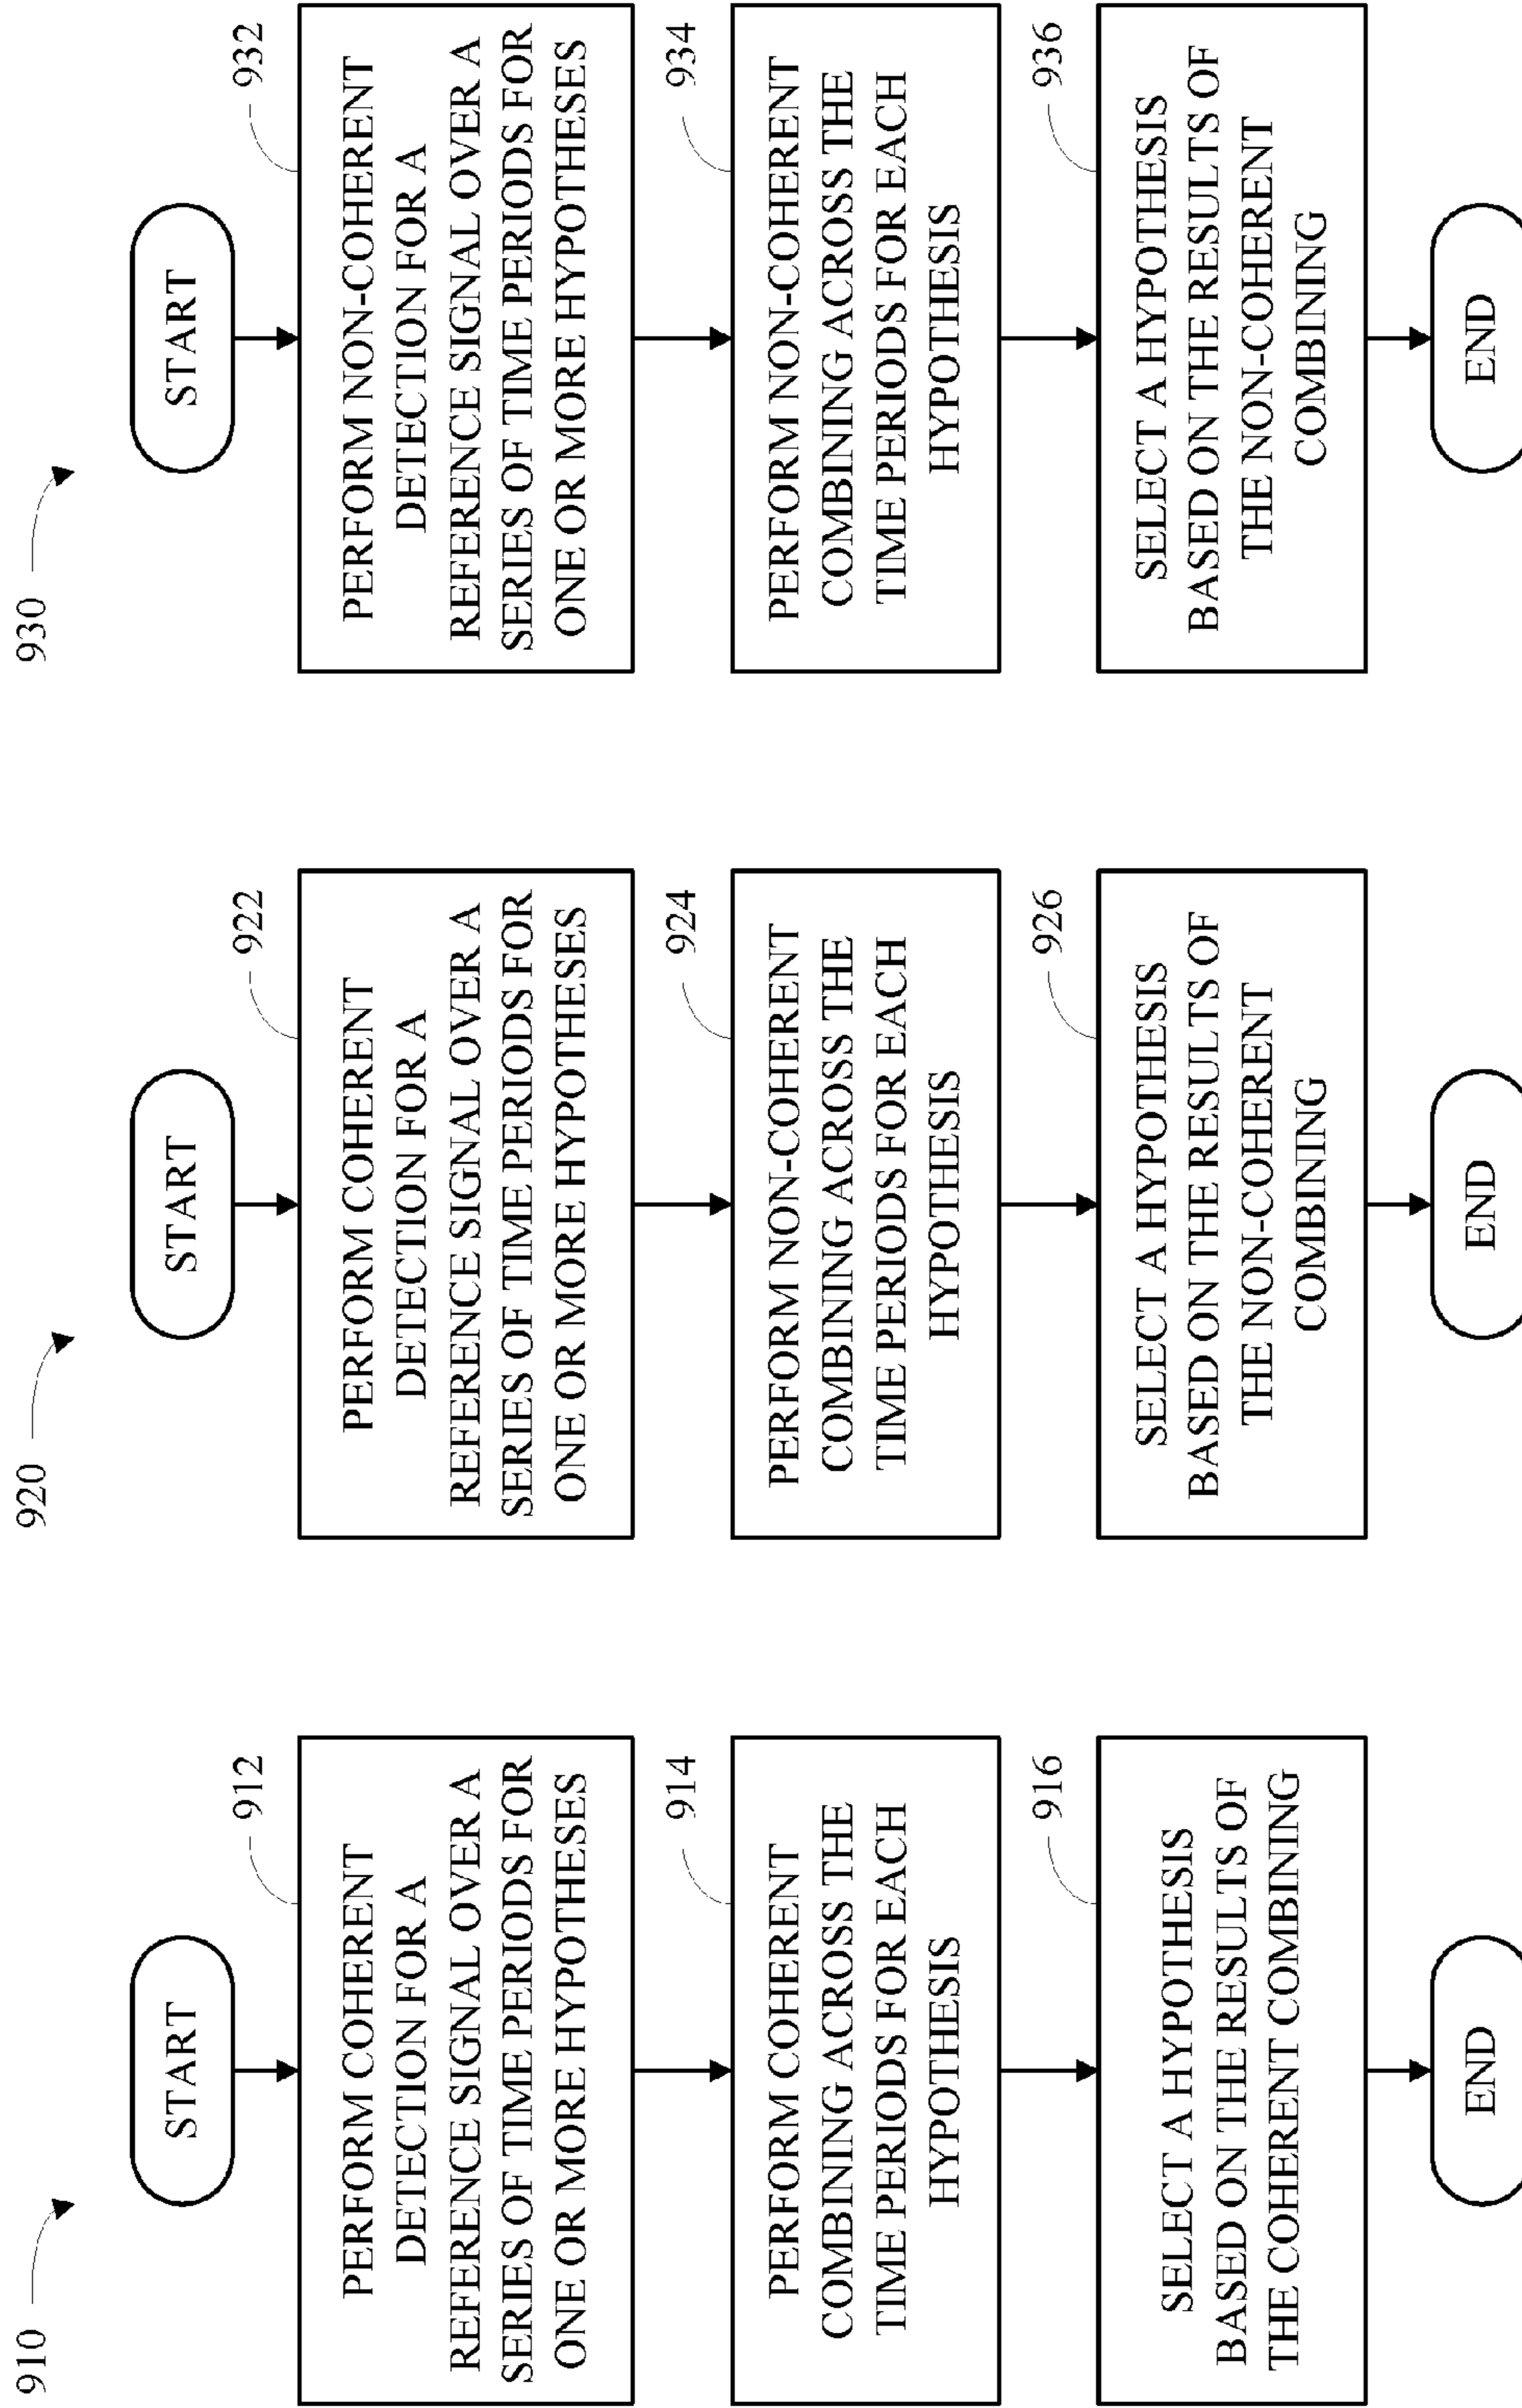 910
START
912
PERFORM COHERENT
DETECTION FOR A
REFERENCE SIGNAL OVER A
SERIES OF TIME PERIODS FOR
ONE OR MORE HYPOTHESES
914
PERFORM COHERENT
COMBINING ACROSS THE
TIME PERIODS FOR EACH
HYPOTHESIS
916
SELECT A HYPOTHESIS
BASED ON THE RESULTS OF
THE COHERENT COMBINING
END
920
START
922
PERFORM COHERENT
DETECTION FOR A
REFERENCE SIGNAL OVER A
SERIES OF TIME PERIODS FOR
ONE OR MORE HYPOTHESES
924
PERFORM NON-COHERENT
COMBINING ACROSS THE
TIME PERIODS FOR EACH
HYPOTHESIS
926
SELECT A HYPOTHESIS
BASED ON THE RESULTS OF
THE NON-COHERENT
COMBINING
END
930
START
932
PERFORM NON-COHERENT
DETECTION FOR A
REFERENCE SIGNAL OVER A
SERIES OF TIME PERIODS FOR
ONE OR MORE HYPOTHESES
934
PERFORM NON-COHERENT
COMBINING ACROSS THE
TIME PERIODS FOR EACH
HYPOTHESIS
936
SELECT A HYPOTHESIS
BASED ON THE RESULTS OF
THE NON-COHERENT
COMBINING
END